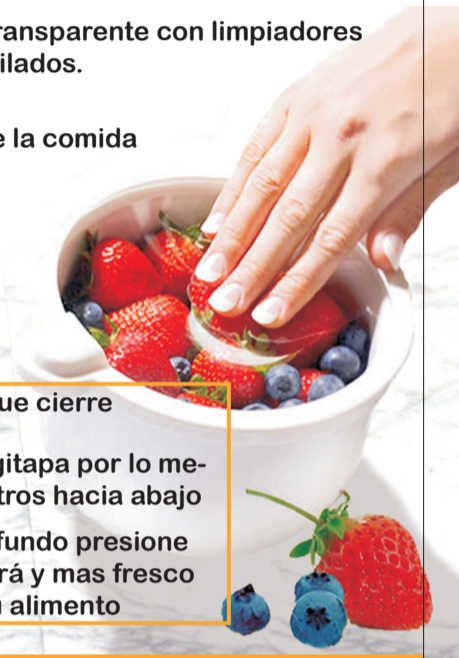 ransparente con limpiadores
ilados.
e la comida
ue cierre
gitapa por lo me-
tros hacia abajo
fundo presione
rá y mas fresco
alimento